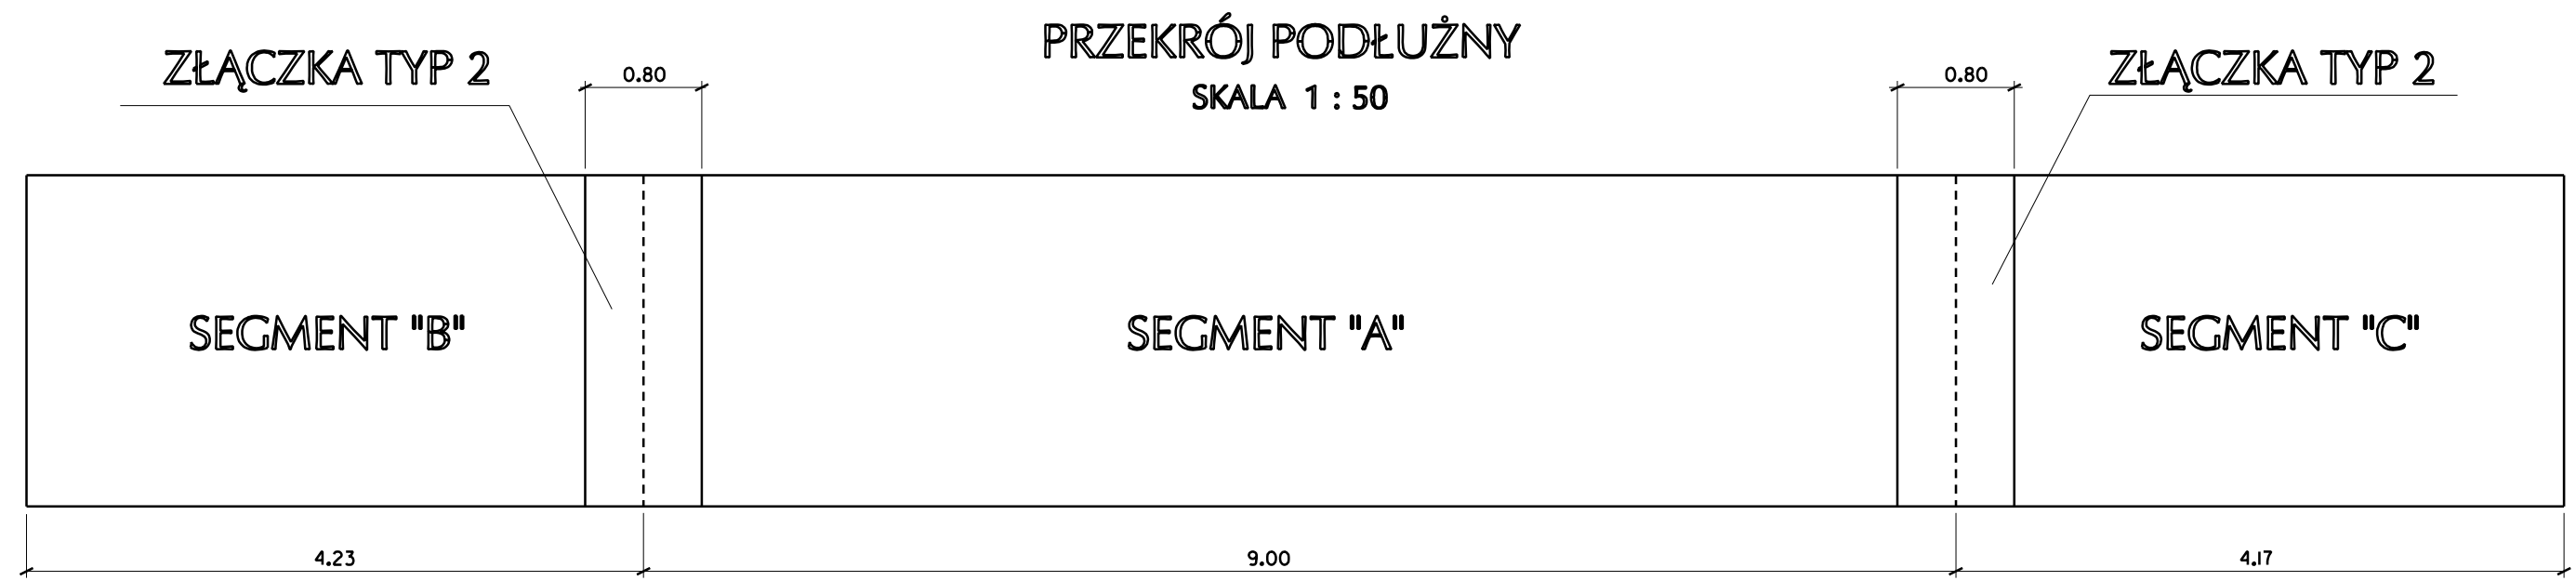 PRZEKRÓJ PODŁUŻNY
SKALA 1 : 50
ZŁĄCZKA TYP 2
0.80
0.80
ZŁĄCZKA TYP 2
SEGMENT "B"
SEGMENT "A"
SEGMENT "C"
4.23
9.00
4.17